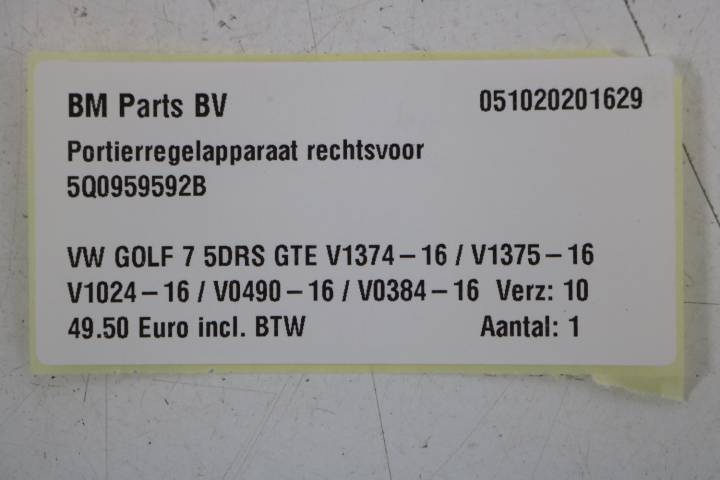 BM Parts BV 051020201629
Portierregelapparaat rechtsvoor
5Q0959592B
VW GOLF 7 5DRS GTE V1374-16 / V1375-16
V1024-16 / V0490-16 / V0384-16 Verz: 10
49.50 Euro incl. BTW Aantal: 1